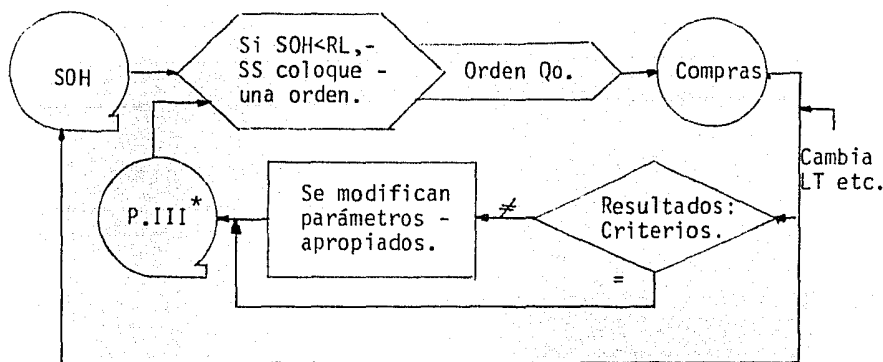 SOH
Si SOH<RL,-
SS coloque -
una orden.
Orden Qo.
Compras
Cambia
LT etc.
P.III*
Se modifican
parámetros -
apropiados.
≠
Resultados:
Criterios.
=